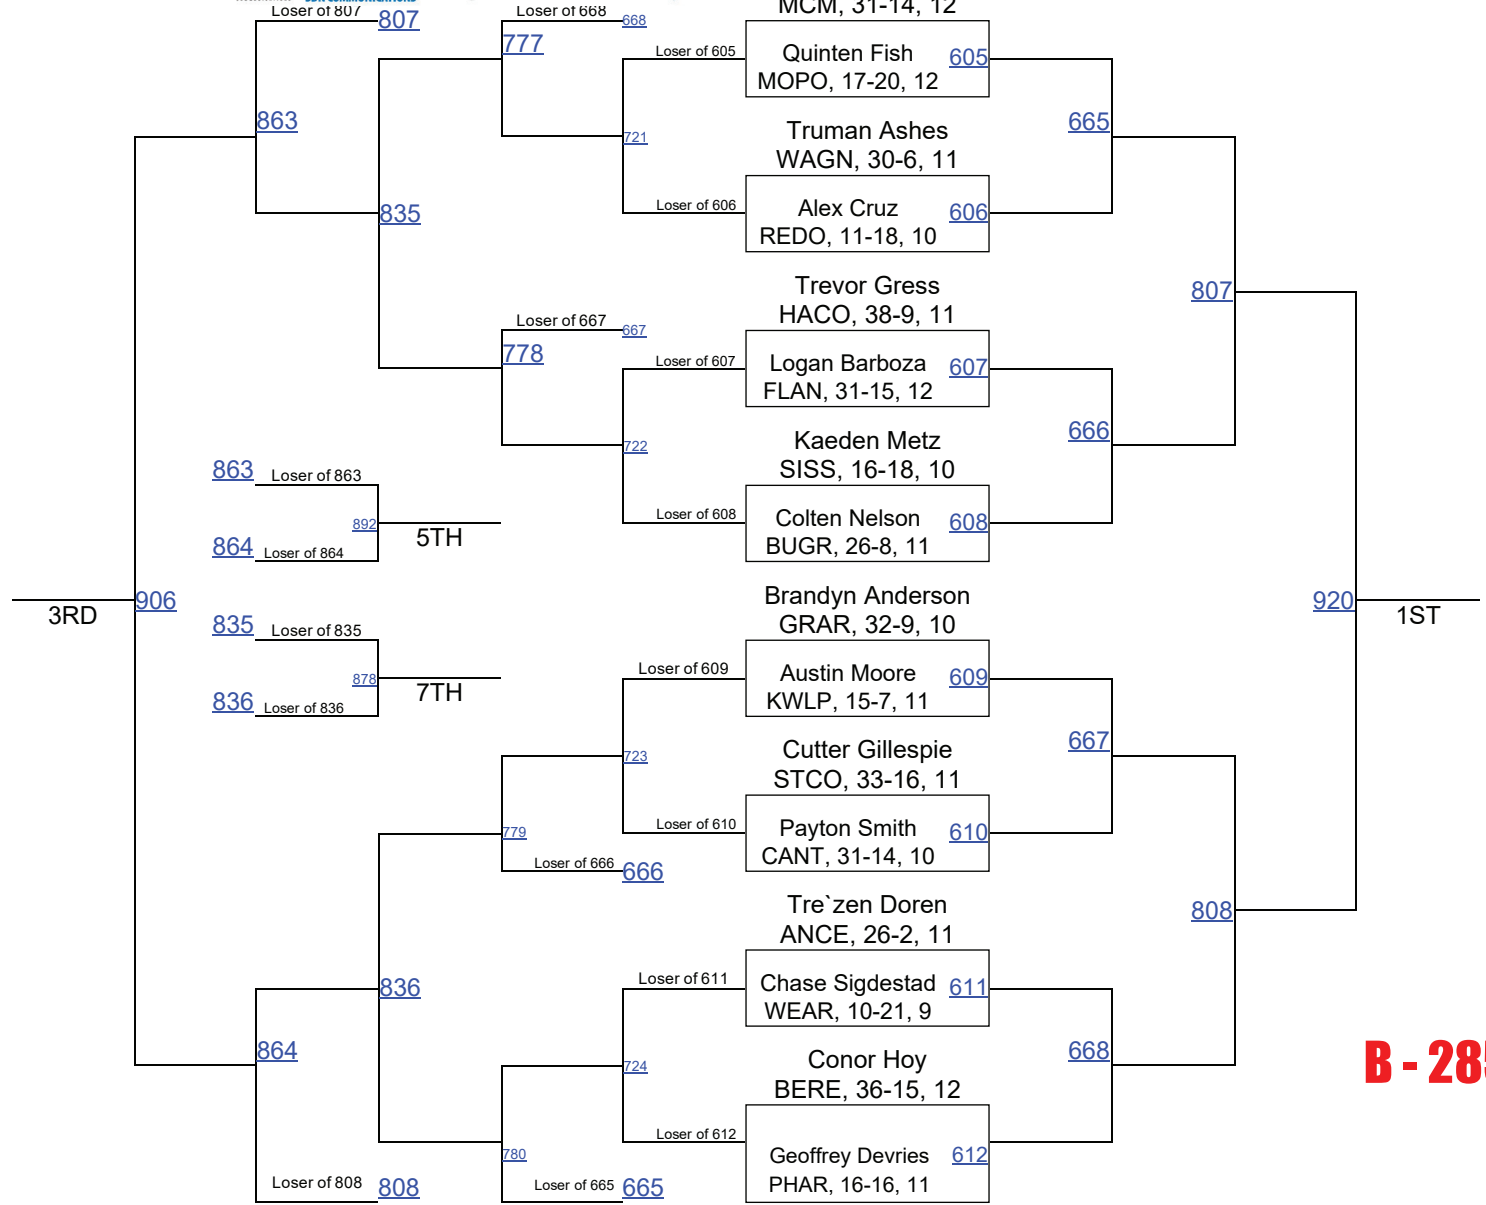 Loser of 807
807
Loser of 668
668
MCM, 31-14, 12
777
Loser of 605
Quinten Fish
605
MOPO, 17-20, 12
863
665
721
Truman Ashes
WAGN, 30-6, 11
835
Loser of 606
Alex Cruz
606
REDO, 11-18, 10
Trevor Gress
807
HACO, 38-9, 11
Loser of 667
667
778
Loser of 607
Logan Barboza
607
FLAN, 31-15, 12
722
Kaeden Metz
666
SISS, 16-18, 10
863
Loser of 863
892
5TH
Loser of 608
Colten Nelson
608
BUGR, 26-8, 11
864
Loser of 864
Brandyn Anderson
GRAR, 32-9, 10
3RD
906
920
1ST
835
Loser of 835
878
7TH
Loser of 609
Austin Moore
609
KWLP, 15-7, 11
836
Loser of 836
723
Cutter Gillespie
667
STCO, 33-16, 11
779
Loser of 610
Payton Smith
610
CANT, 31-14, 10
Loser of 666
666
Tre`zen Doren
808
ANCE, 26-2, 11
836
Loser of 611
Chase Sigdestad
611
WEAR, 10-21, 9
864
724
Conor Hoy
668
BERE, 36-15, 12
B - 285
780
Loser of 612
Geoffrey Devries
612
PHAR, 16-16, 11
Loser of 808
808
Loser of 665
665